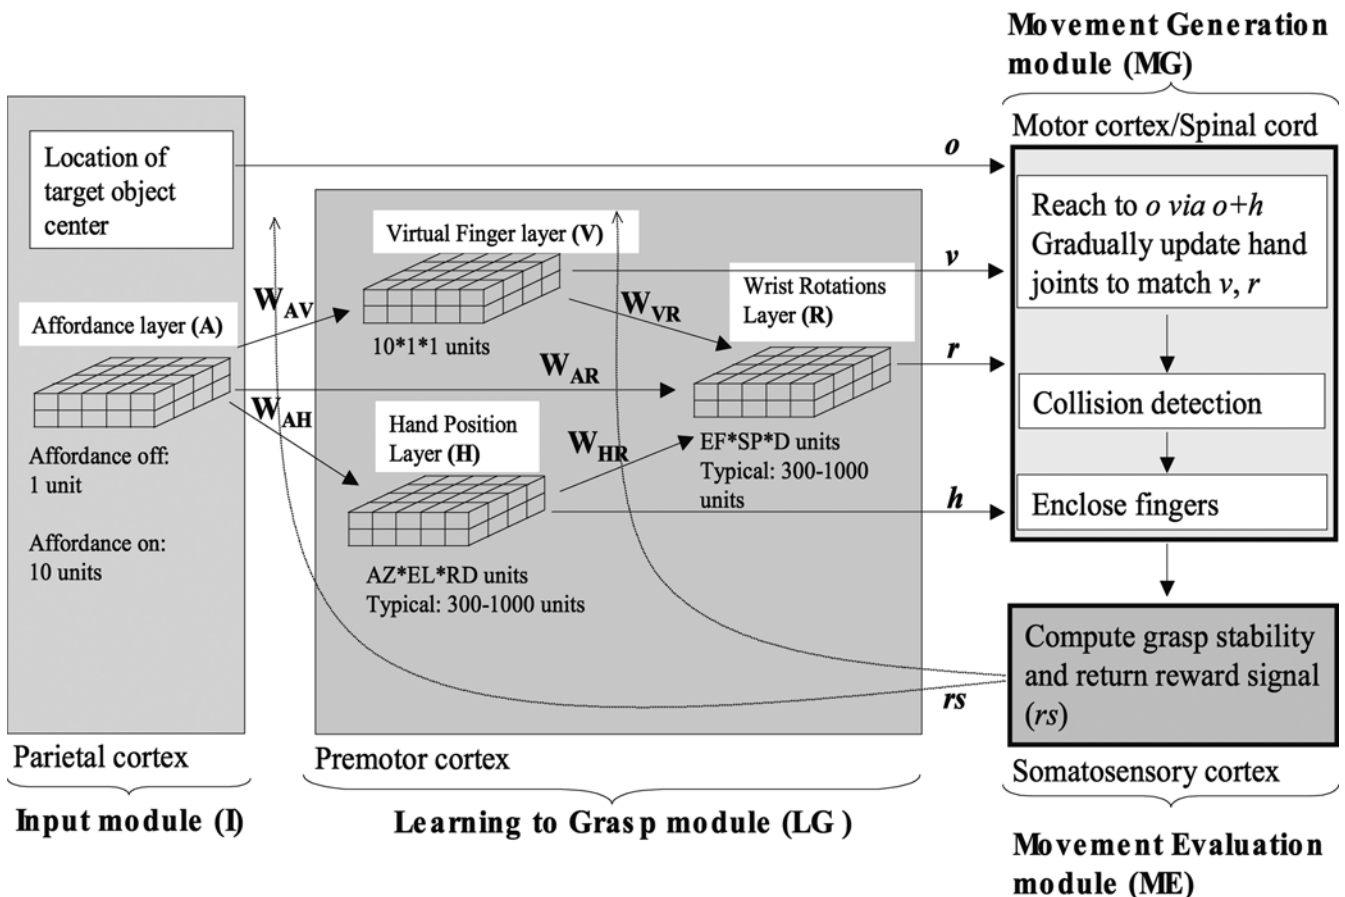 Movement Generation
module (MG)
Motor cortex/Spinal cord
Location of
target object
center
o
Reach to o via o+h
Gradually update hand
joints to match v, r
Virtual Finger layer (V)
v
Wrist Rotations
Layer (R)
W_AV
W_VR
Affordance layer (A)
10*1*1 units
W_AR
r
W_AH
Collision detection
Hand Position
Layer (H)
W_HR
EF*SP*D units
Typical: 300-1000
units
Affordance off:
1 unit
h
Enclose fingers
Affordance on:
10 units
AZ*EL*RD units
Typical: 300-1000 units
Compute grasp stability
and return reward signal
(rs)
rs
Parietal cortex
Premotor cortex
Somatosensory cortex
Input module (I)
Learning to Grasp module (LG )
Movement Evaluation
module (ME)